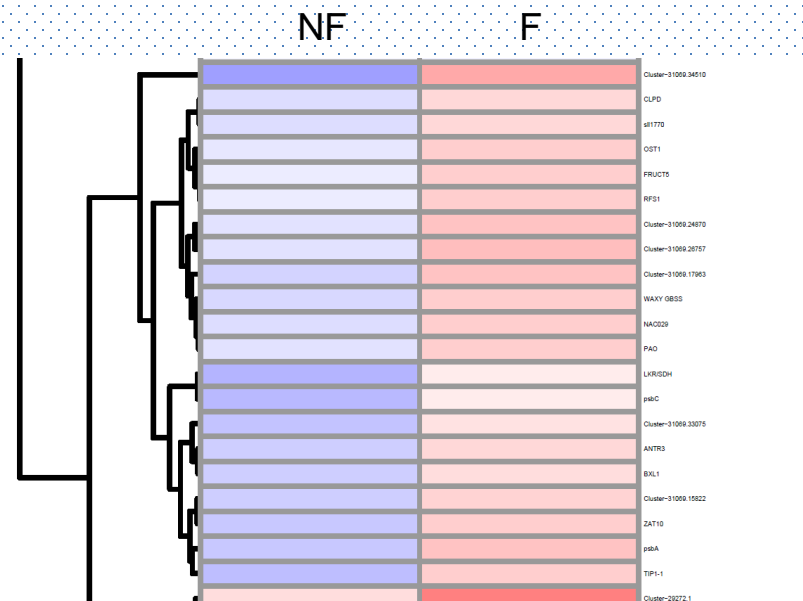 NF F
Cluster-31069.34510
CLPD
sll1770
OST1
FRUCT5
RFS1
Cluster-31069.24870
Cluster-31069.26757
Cluster-31069.17963
WAXY GBSS
NAC029
PAO
LKR/SDH
psbC
Cluster-31069.33075
ANTR3
BXL1
Cluster-31069.15822
ZAT10
psbA
TIP1-1
Cluster-29272.1